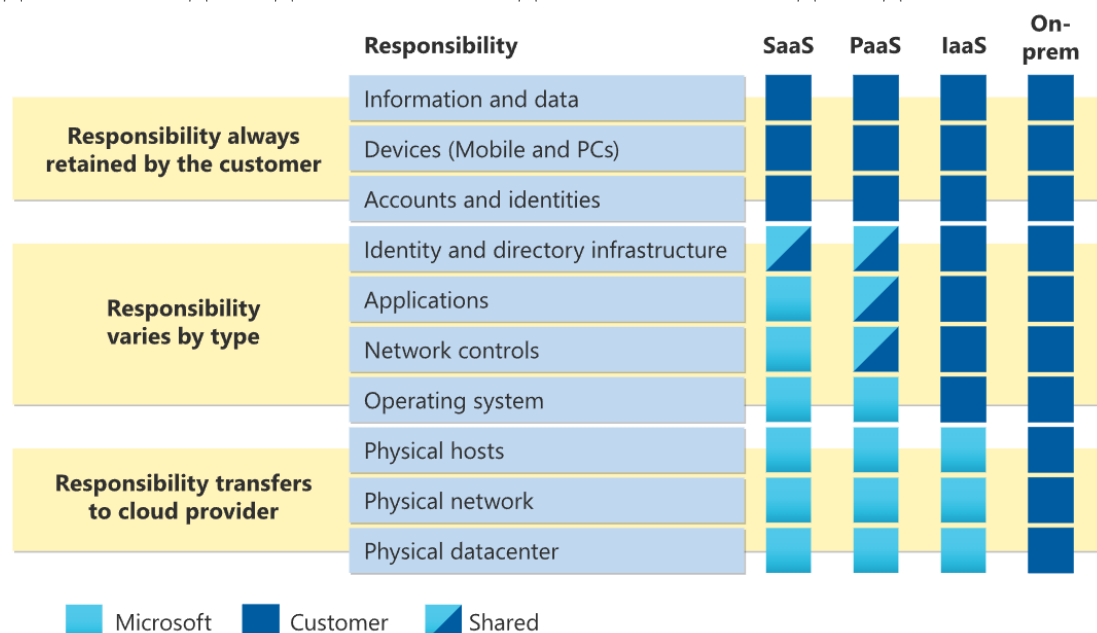 Responsibility SaaS PaaS IaaS On-
prem
Responsibility always
retained by the customer
Information and data
Devices (Mobile and PCs)
Accounts and identities
Responsibility
varies by type
Identity and directory infrastructure
Applications
Network controls
Operating system
Responsibility transfers
to cloud provider
Physical hosts
Physical network
Physical datacenter
Microsoft Customer Shared